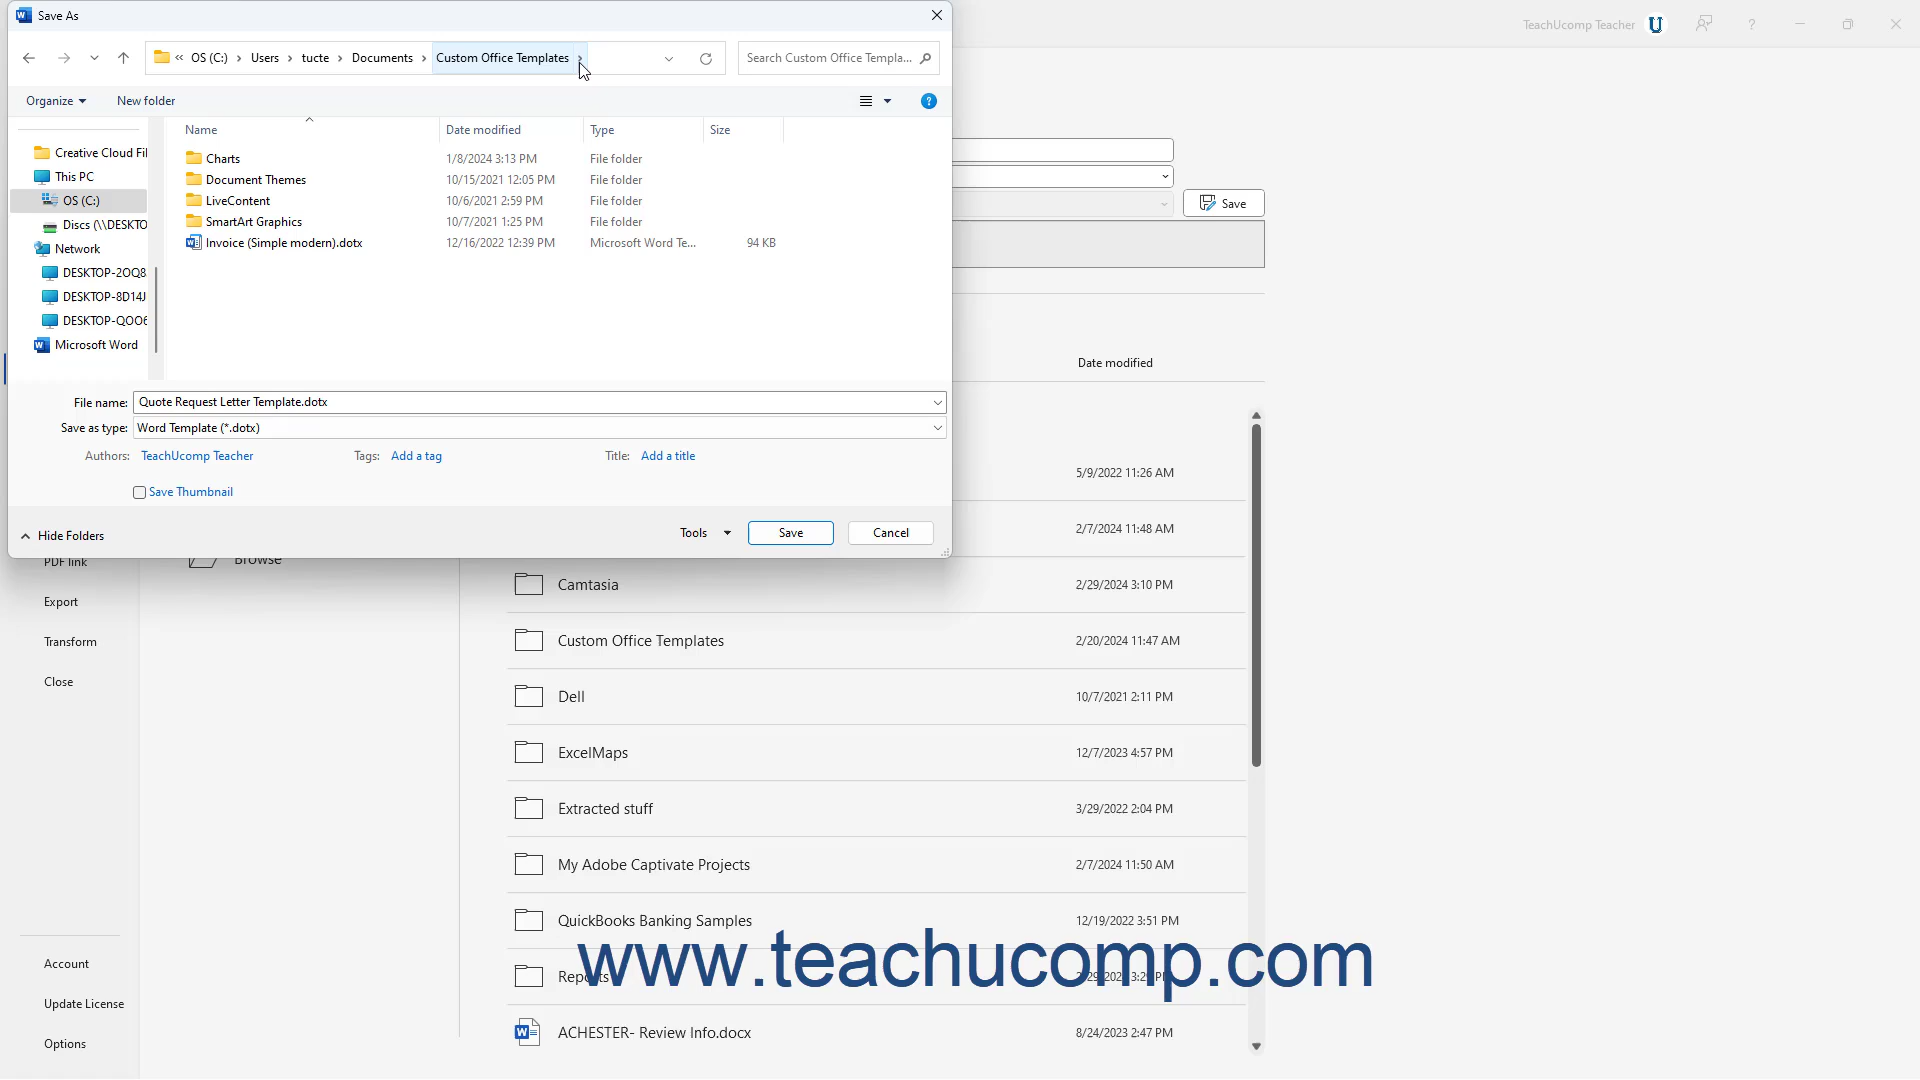 Save As
TeachUcomp Teacher
?
« OS (C:) › Users › tucte › Documents › Custom Office Templates ›
Search Custom Office Templa...
Organize
New folder
?
Name Date modified Type Size
Creative Cloud Fil
This PC
OS (C:)
Discs (\\DESKTO
Network
DESKTOP-2OQ8
DESKTOP-8D14J
DESKTOP-QOO6
Microsoft Word
Charts 1/8/2024 3:13 PM File folder
Document Themes 10/15/2021 12:05 PM File folder
LiveContent 10/6/2021 2:59 PM File folder
SmartArt Graphics 10/7/2021 1:25 PM File folder
Invoice (Simple modern).dotx 12/16/2022 12:39 PM Microsoft Word Te... 94 KB
Save
File name: Quote Request Letter Template.dotx
Save as type: Word Template (*.dotx)
Authors: TeachUcomp Teacher Tags: Add a tag Title: Add a title
Save Thumbnail
Hide Folders
Tools Save Cancel
Date modified
5/9/2022 11:26 AM
2/7/2024 11:48 AM
PDF link
Export
Transform
Close
Account
Update License
Options
Browse
Camtasia 2/29/2024 3:10 PM
Custom Office Templates 2/20/2024 11:47 AM
Dell 10/7/2021 2:11 PM
ExcelMaps 12/7/2023 4:57 PM
Extracted stuff 3/29/2022 2:04 PM
My Adobe Captivate Projects 2/7/2024 11:50 AM
QuickBooks Banking Samples 12/19/2022 3:51 PM
www.teachucomp.com
Reports
ACHESTER- Review Info.docx 8/24/2023 2:47 PM